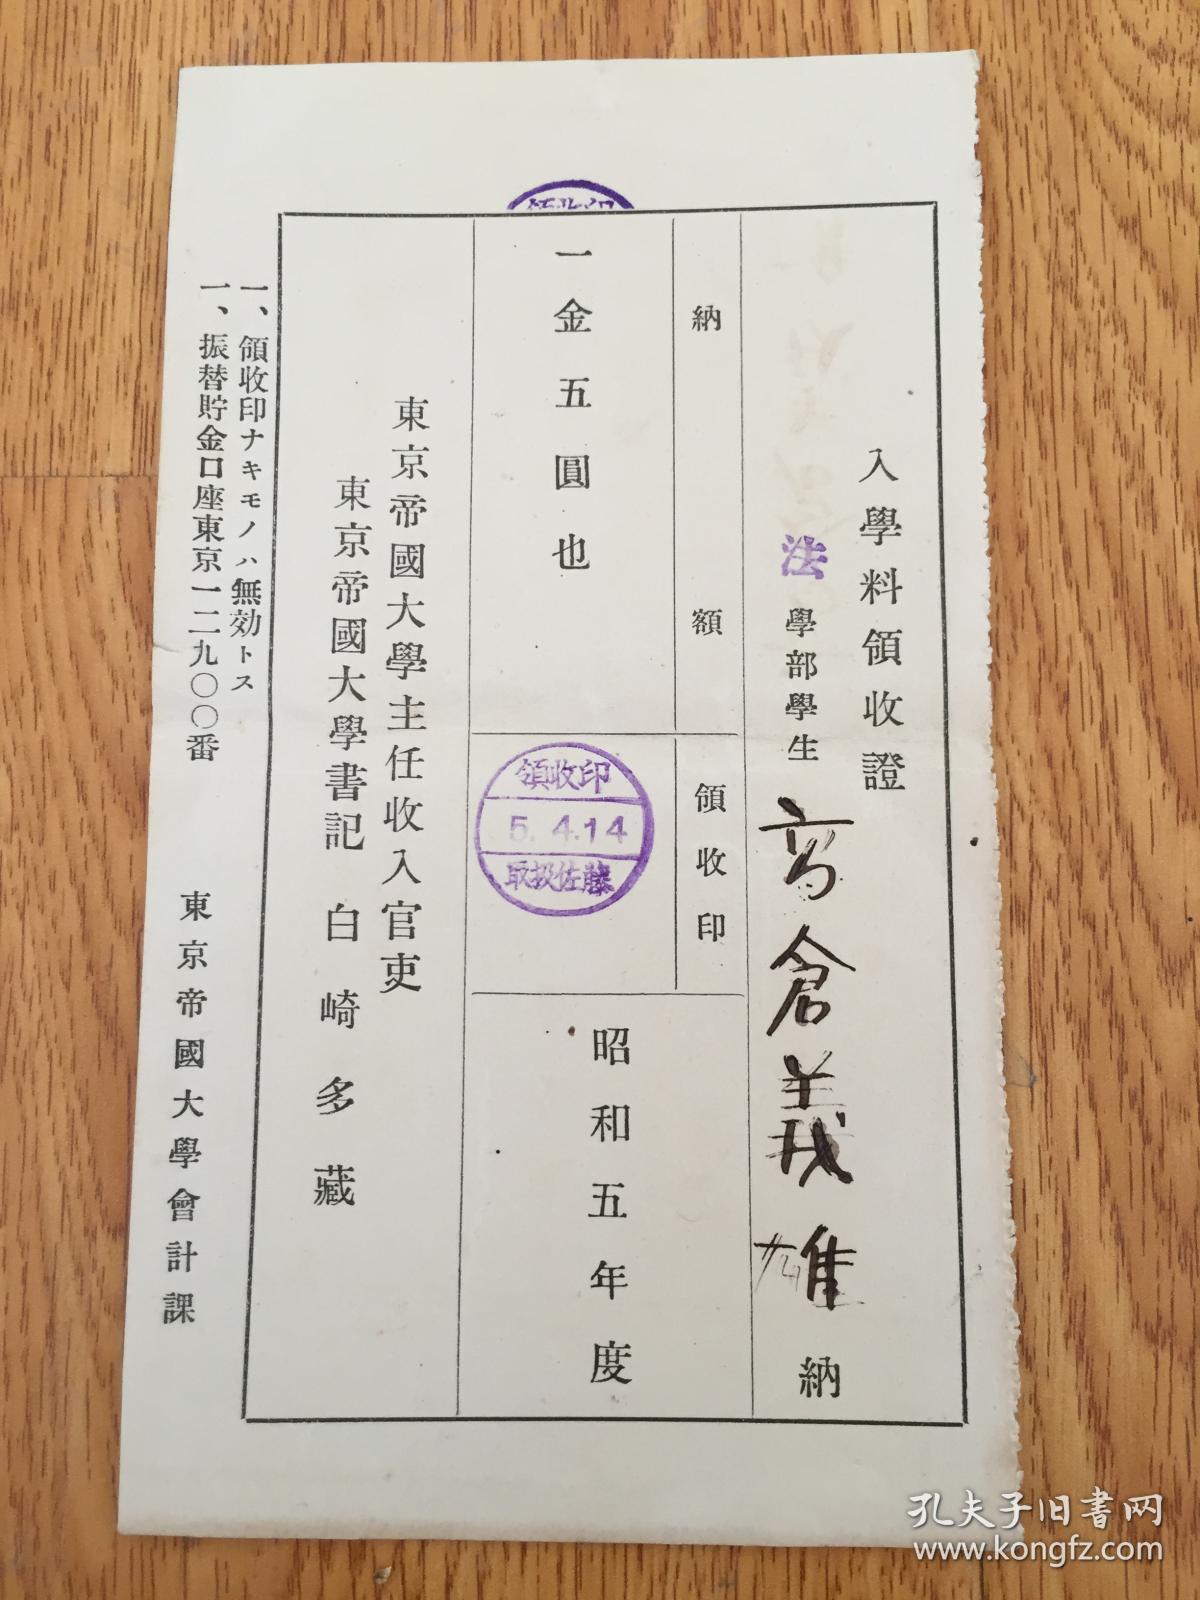 入學料領收證
法學部學生 高倉義雄 納
納額
領收印
一金五圓也
領收印
5.4.14
取扱佐藤
昭和五年度
東京帝國大學主任收入官吏
東京帝國大學書記 白崎多藏
一、領收印ナキモノハ無効トス
一、振替貯金口座東京一二九〇〇番
東京帝國大學會計課
領收印
孔夫子旧书网
www.kongfz.com